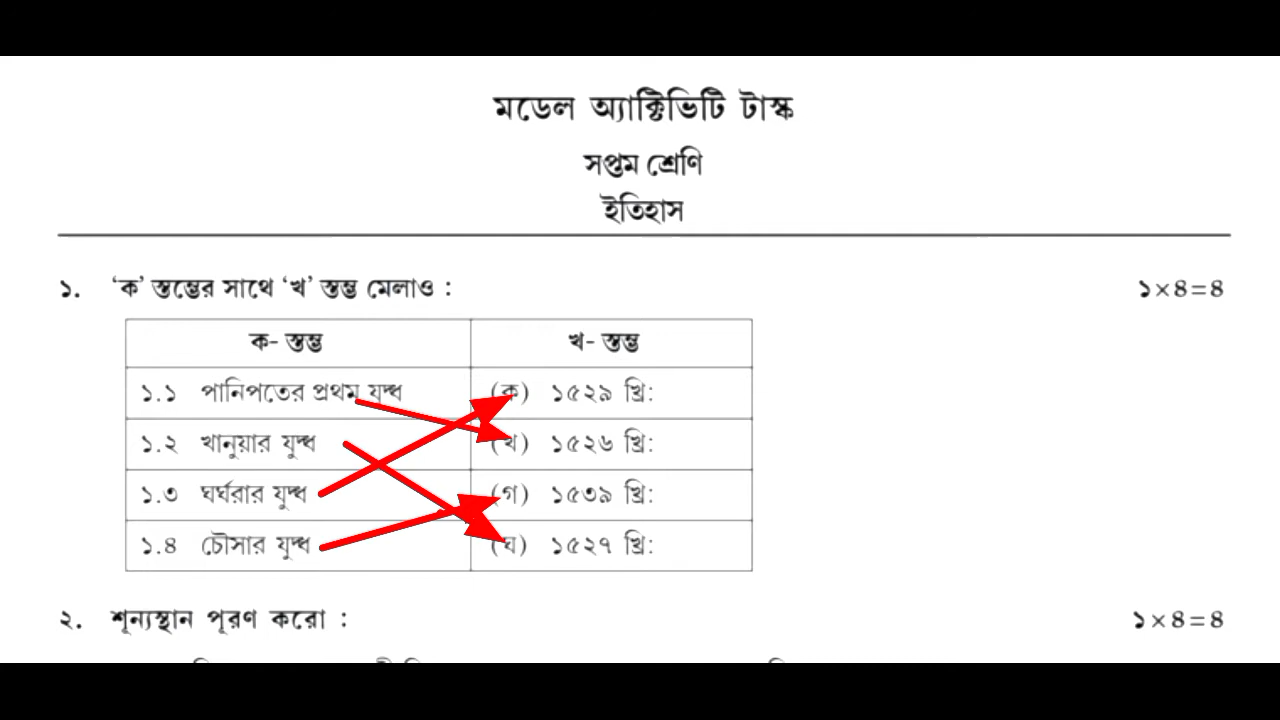 মডেল অ্যাক্টিভিটি টাস্ক
সপ্তম শ্রেণি
ইতিহাস
১. ‘ক’ স্তম্ভের সাথে ‘খ’ স্তম্ভ মেলাও : ১×৪=৪
ক- স্তম্ভ খ- স্তম্ভ
১.১ পানিপতের প্রথম যুদ্ধ (ক) ১৫২৯ খ্রি:
১.২ খানুয়ার যুদ্ধ (খ) ১৫২৬ খ্রি:
১.৩ ঘর্ঘরার যুদ্ধ (গ) ১৫৩৯ খ্রি:
১.৪ চৌসার যুদ্ধ (ঘ) ১৫২৭ খ্রি:
২. শূন্যস্থান পূরণ করো : ১×৪=৪